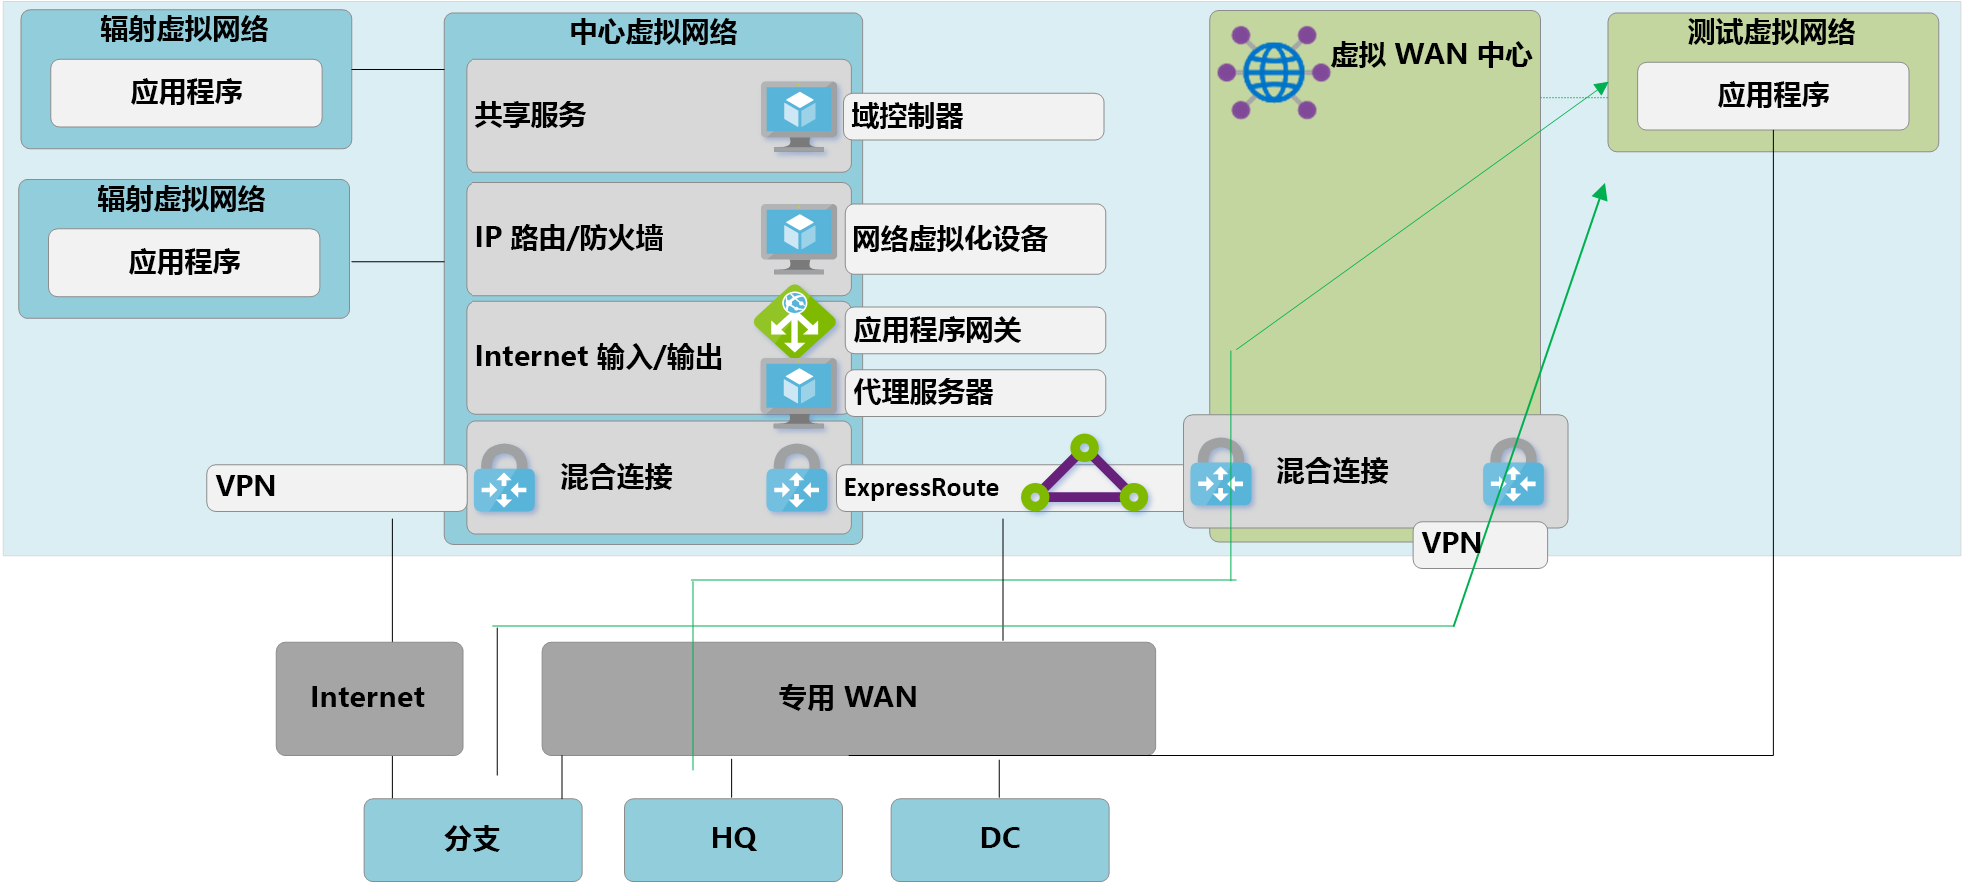 辐射虚拟网络
应用程序
辐射虚拟网络
应用程序
中心虚拟网络
共享服务
域控制器
IP 路由/防火墙
网络虚拟化设备
Internet 输入/输出
应用程序网关
代理服务器
VPN
混合连接
ExpressRoute
虚拟 WAN 中心
混合连接
VPN
测试虚拟网络
应用程序
Internet
专用 WAN
分支
HQ
DC